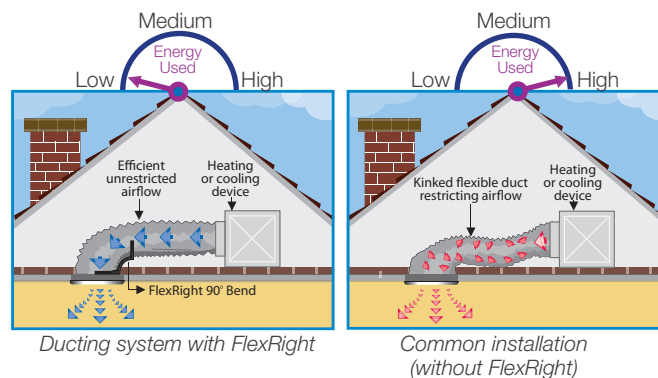 Medium
Energy
Used
Low
High
Efficient
unrestricted
airflow
Heating
or cooling
device
FlexRight 90° Bend
Ducting system with FlexRight
Medium
Energy
Used
Low
High
Kinked flexible duct
restricting airflow
Heating
or cooling
device
Common installation
(without FlexRight)